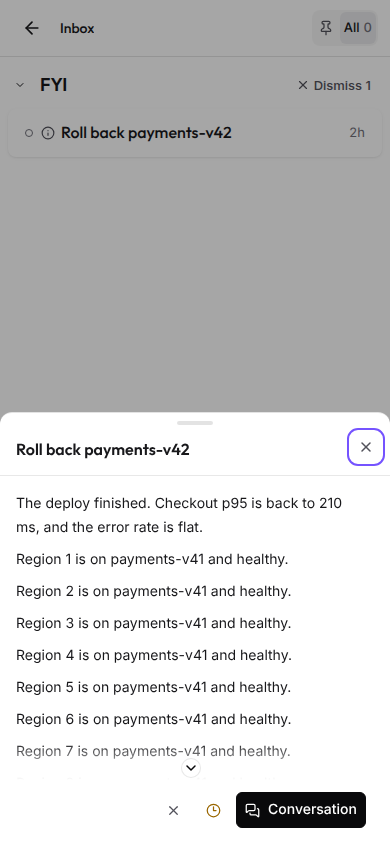 Inbox
All 0
FYI
Dismiss 1
Roll back payments-v42
2h
Roll back payments-v42
The deploy finished. Checkout p95 is back to 210
ms, and the error rate is flat.
Region 1 is on payments-v41 and healthy.
Region 2 is on payments-v41 and healthy.
Region 3 is on payments-v41 and healthy.
Region 4 is on payments-v41 and healthy.
Region 5 is on payments-v41 and healthy.
Region 6 is on payments-v41 and healthy.
Region 7 is on payments-v41 and healthy.
Conversation